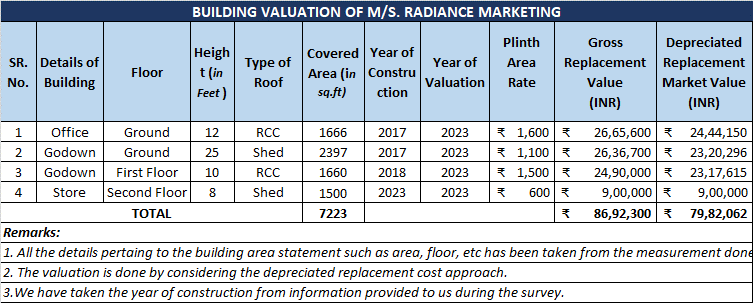 BUILDING VALUATION OF M/S. RADIANCE MARKETING
SR. No. Details of Building Floor Height (in Feet ) Type of Roof Covered Area (in sq.ft) Year of Construction Year of Valuation Plinth Area Rate Gross Replacement Value (INR) Depreciated Replacement Market Value (INR)
1 Office Ground 12 RCC 1666 2017 2023 ₹ 1,600 ₹ 26,65,600 ₹ 24,44,150
2 Godown Ground 25 Shed 2397 2017 2023 ₹ 1,100 ₹ 26,36,700 ₹ 23,20,296
3 Godown First Floor 10 RCC 1660 2018 2023 ₹ 1,500 ₹ 24,90,000 ₹ 23,17,615
4 Store Second Floor 8 Shed 1500 2023 2023 ₹ 600 ₹ 9,00,000 ₹ 9,00,000
TOTAL 7223 ₹ 86,92,300 ₹ 79,82,062
Remarks:
1. All the details pertaing to the building area statement such as area, floor, etc has been taken from the measurement done
2. The valuation is done by considering the depreciated replacement cost approach.
3.We have taken the year of construction from information provided to us during the survey.